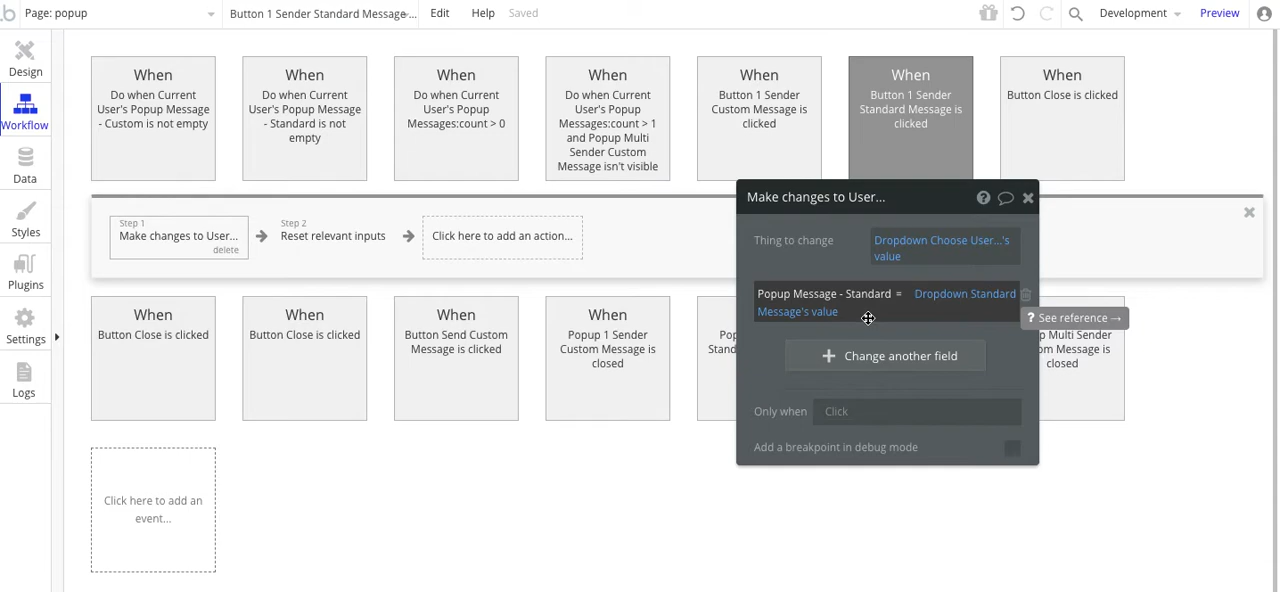 .b
Page: popup
Button 1 Sender Standard Message...
Edit
Help
Saved
Development
Preview
Design
Workflow
Data
Styles
Plugins
Settings
Logs
When
Do when Current
User's Popup Message
- Custom is not empty
When
Do when Current
User's Popup Message
- Standard is not
empty
When
Do when Current
User's Popup
Messages:count > 0
When
Do when Current
User's Popup
Messages:count > 1
and Popup Multi
Sender Custom
Message isn't visible
When
Button 1 Sender
Custom Message is
clicked
When
Button 1 Sender
Standard Message is
clicked
When
Button Close is clicked
Step 1
Make changes to User...
delete
Step 2
Reset relevant inputs
Click here to add an action...
Make changes to User...
?
Thing to change
Dropdown Choose User...'s
value
Popup Message - Standard = Dropdown Standard
Message's value
? See reference →
+ Change another field
Only when
Click
Add a breakpoint in debug mode
When
Button Close is clicked
When
Button Close is clicked
When
Button Send Custom
Message is clicked
When
Popup 1 Sender
Custom Message is
closed
Pop
Stand
p Multi Sender
om Message is
closed
Click here to add an
event...